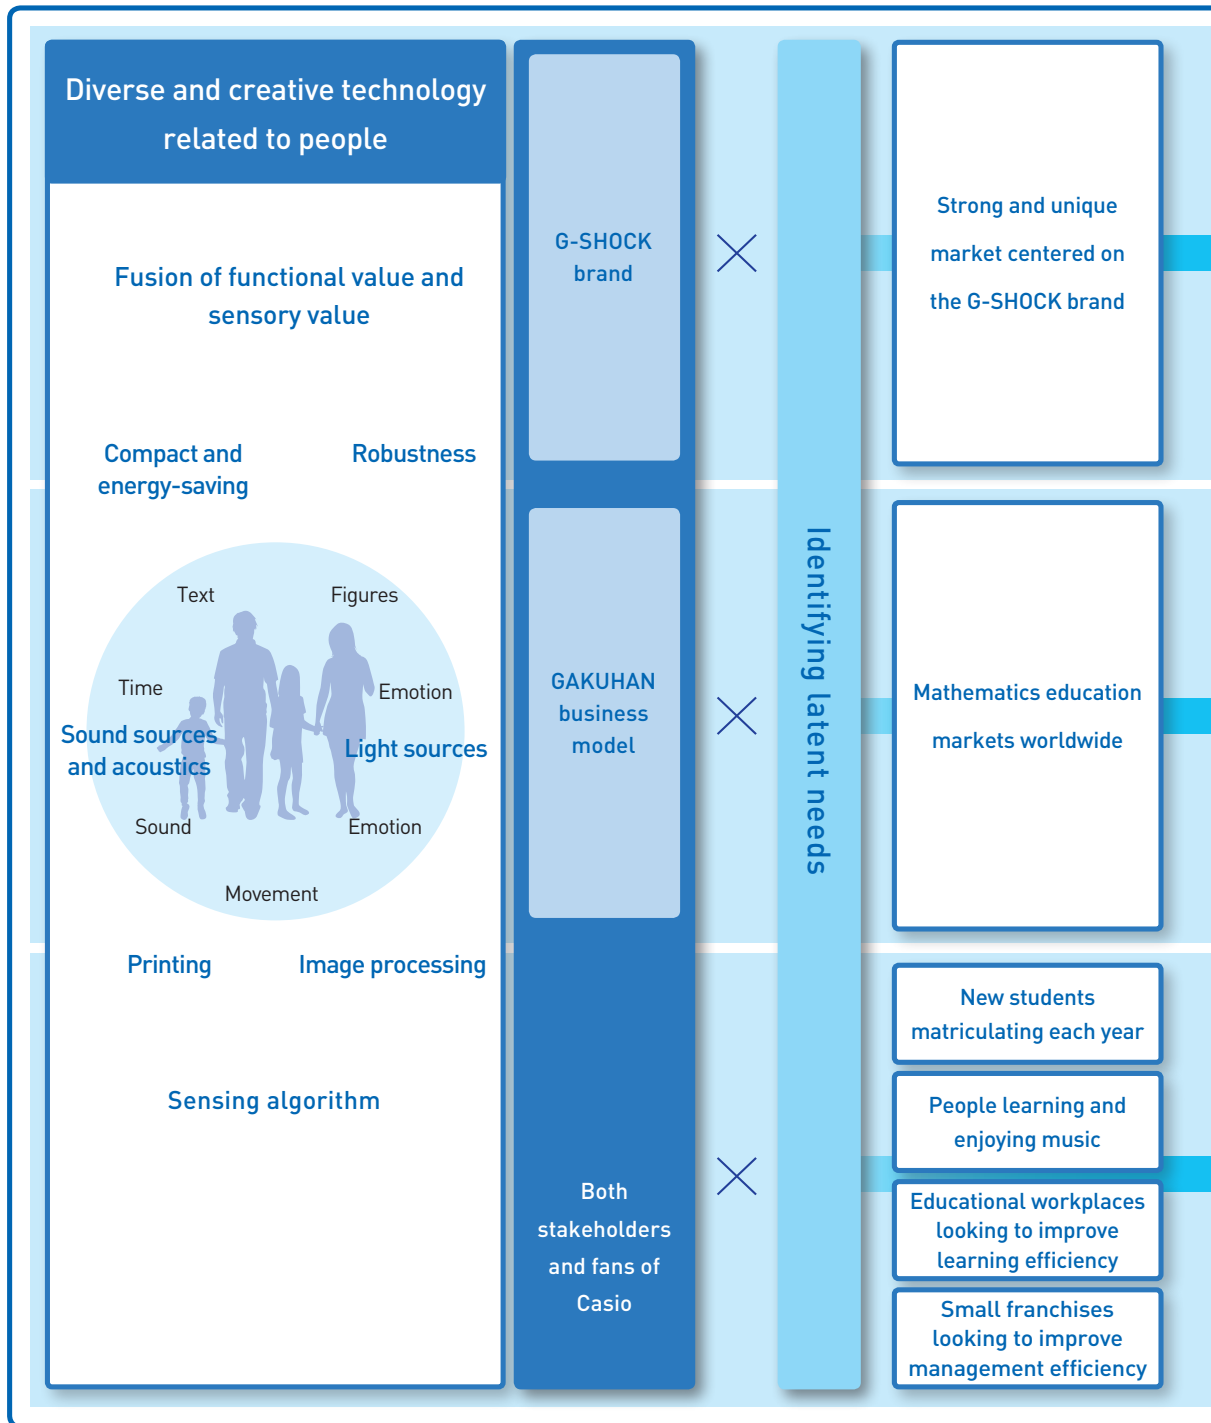 Diverse and creative technology
related to people
Fusion of functional value and
sensory value
Compact and
energy-saving
Robustness
Text
Figures
Time
Emotion
Sound sources
and acoustics
Light sources
Sound
Emotion
Movement
Printing
Image processing
Sensing algorithm
G-SHOCK
brand
GAKUHAN
business
model
Both
stakeholders
and fans of
Casio
Identifying latent needs
Strong and unique
market centered on
the G-SHOCK brand
Mathematics education
markets worldwide
New students
matriculating each year
People learning and
enjoying music
Educational workplaces
looking to improve
learning efficiency
Small franchises
looking to improve
management efficiency